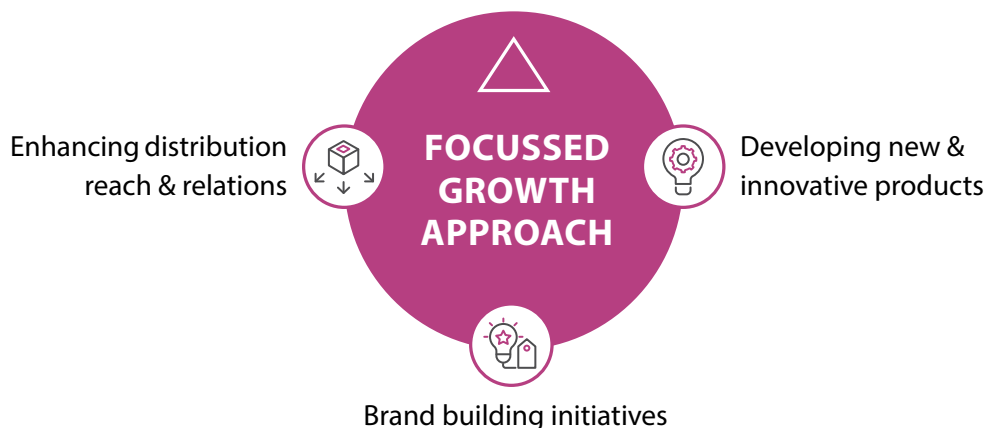 Enhancing distribution
reach & relations
FOCUSSED
GROWTH
APPROACH
Developing new &
innovative products
Brand building initiatives